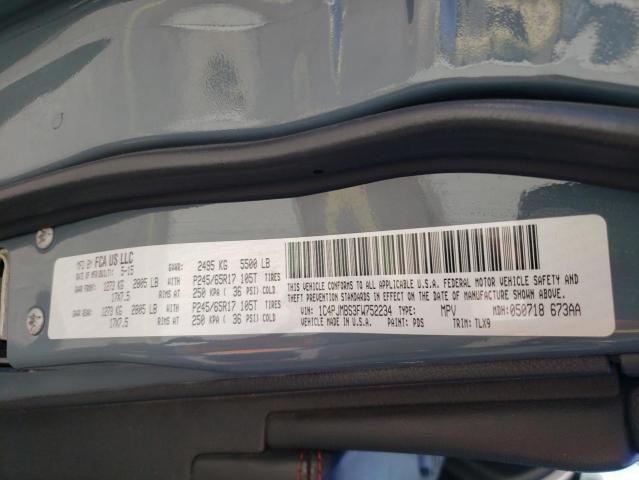 MFD BY FCA US LLC
DATE OF MFR 5-15 GVWR: 2495 KG 5500 LB
GAWR FRONT: 1273 KG 2805 LB WITH P245/65R17 105T TIRES
17X7.5 RIMS AT 250 KPA ( 36 PSI) COLD
GAWR REAR: 1273 KG 2805 LB WITH P245/65R17 105T TIRES
17X7.5 RIMS AT 250 KPA ( 36 PSI) COLD
THIS VEHICLE CONFORMS TO ALL APPLICABLE U.S.A. FEDERAL MOTOR VEHICLE SAFETY AND
THEFT PREVENTION STANDARDS IN EFFECT ON THE DATE OF MANUFACTURE SHOWN ABOVE.
VIN: 1C4PJMBS3FW752234 TYPE: MPV MDH: 050718 673AA
VEHICLE MADE IN U.S.A. PAINT: PDS TRIM: TLX9